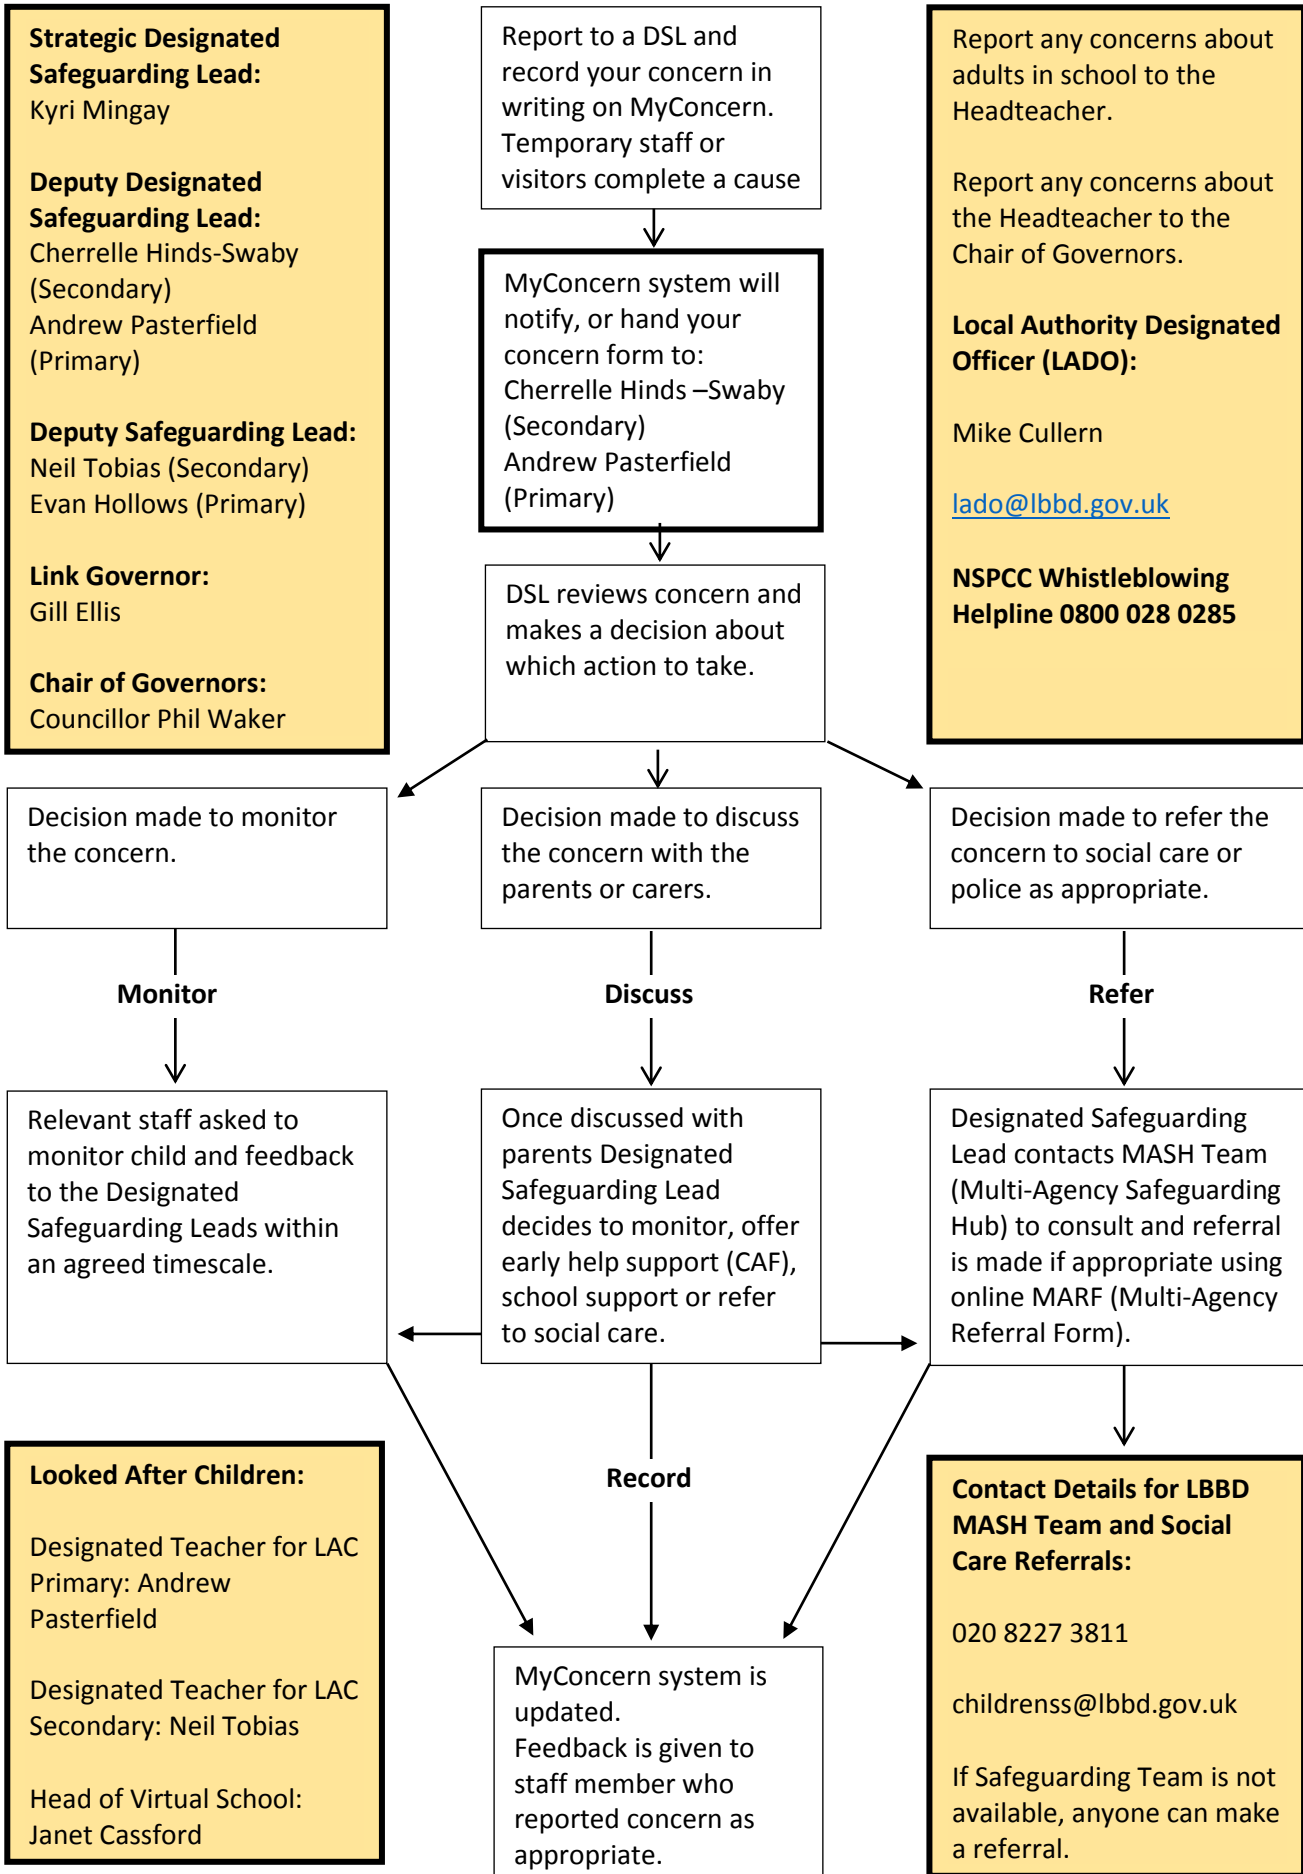 Strategic Designated
Safeguarding Lead:
Kyri Mingay
Deputy Designated
Safeguarding Lead:
Cherrelle Hinds-Swaby
(Secondary)
Andrew Pasterfield
(Primary)
Deputy Safeguarding Lead:
Neil Tobias (Secondary)
Evan Hollows (Primary)
Link Governor:
Gill Ellis
Chair of Governors:
Councillor Phil Waker
Report to a DSL and
record your concern in
writing on MyConcern.
Temporary staff or
visitors complete a cause
MyConcern system will
notify, or hand your
concern form to:
Cherrelle Hinds –Swaby
(Secondary)
Andrew Pasterfield
(Primary)
DSL reviews concern and
makes a decision about
which action to take.
Report any concerns about
adults in school to the
Headteacher.
Report any concerns about
the Headteacher to the
Chair of Governors.
Local Authority Designated
Officer (LADO):
Mike Cullern
lado@lbbd.gov.uk
NSPCC Whistleblowing
Helpline 0800 028 0285
Decision made to monitor
the concern.
Decision made to discuss
the concern with the
parents or carers.
Decision made to refer the
concern to social care or
police as appropriate.
Monitor
Discuss
Refer
Relevant staff asked to
monitor child and feedback
to the Designated
Safeguarding Leads within
an agreed timescale.
Once discussed with
parents Designated
Safeguarding Lead
decides to monitor, offer
early help support (CAF),
school support or refer
to social care.
Designated Safeguarding
Lead contacts MASH Team
(Multi-Agency Safeguarding
Hub) to consult and referral
is made if appropriate using
online MARF (Multi-Agency
Referral Form).
Looked After Children:
Designated Teacher for LAC
Primary: Andrew
Pasterfield
Designated Teacher for LAC
Secondary: Neil Tobias
Head of Virtual School:
Janet Cassford
Record
MyConcern system is
updated.
Feedback is given to
staff member who
reported concern as
appropriate.
Contact Details for LBBD
MASH Team and Social
Care Referrals:
020 8227 3811
childrenss@lbbd.gov.uk
If Safeguarding Team is not
available, anyone can make
a referral.